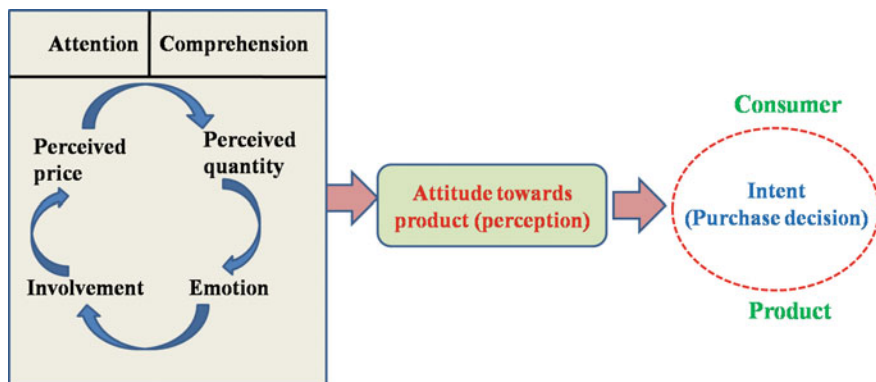 Attention
Comprehension
Perceived
price
Perceived
quantity
Involvement
Emotion
Attitude towards
product (perception)
Consumer
Intent
(Purchase decision)
Product